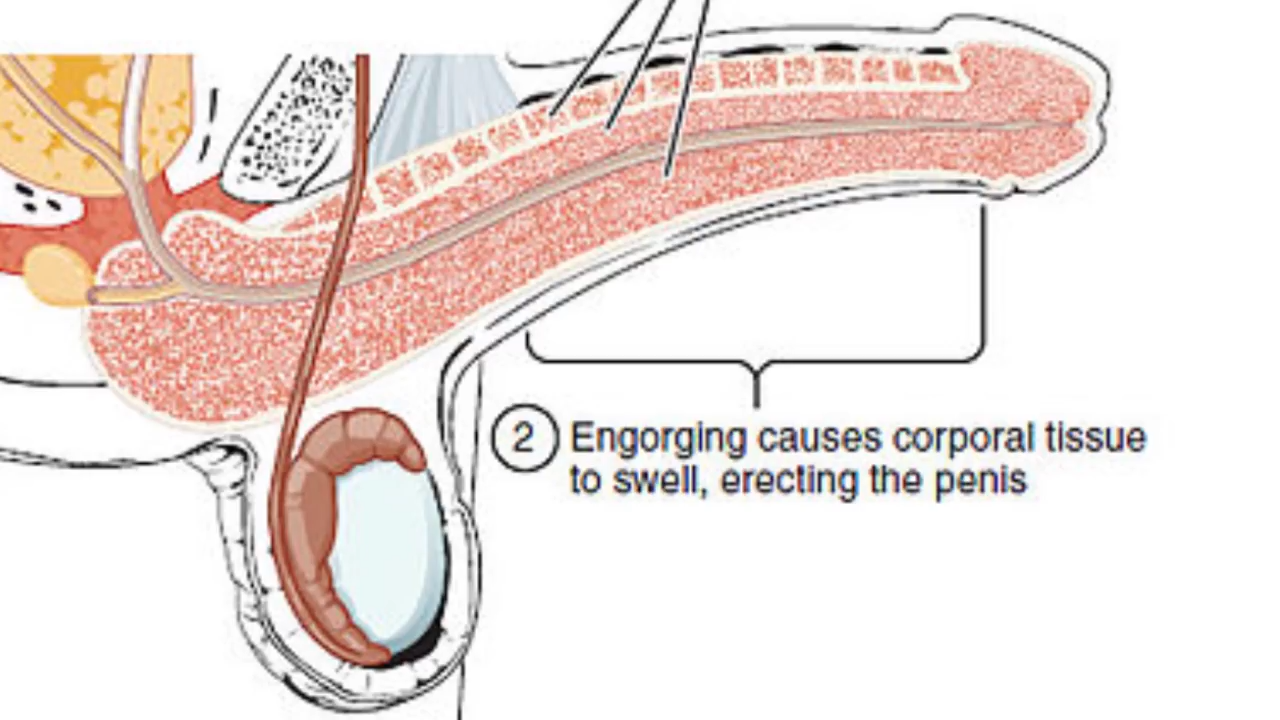 2 Engorging causes corporal tissue
to swell, erecting the penis